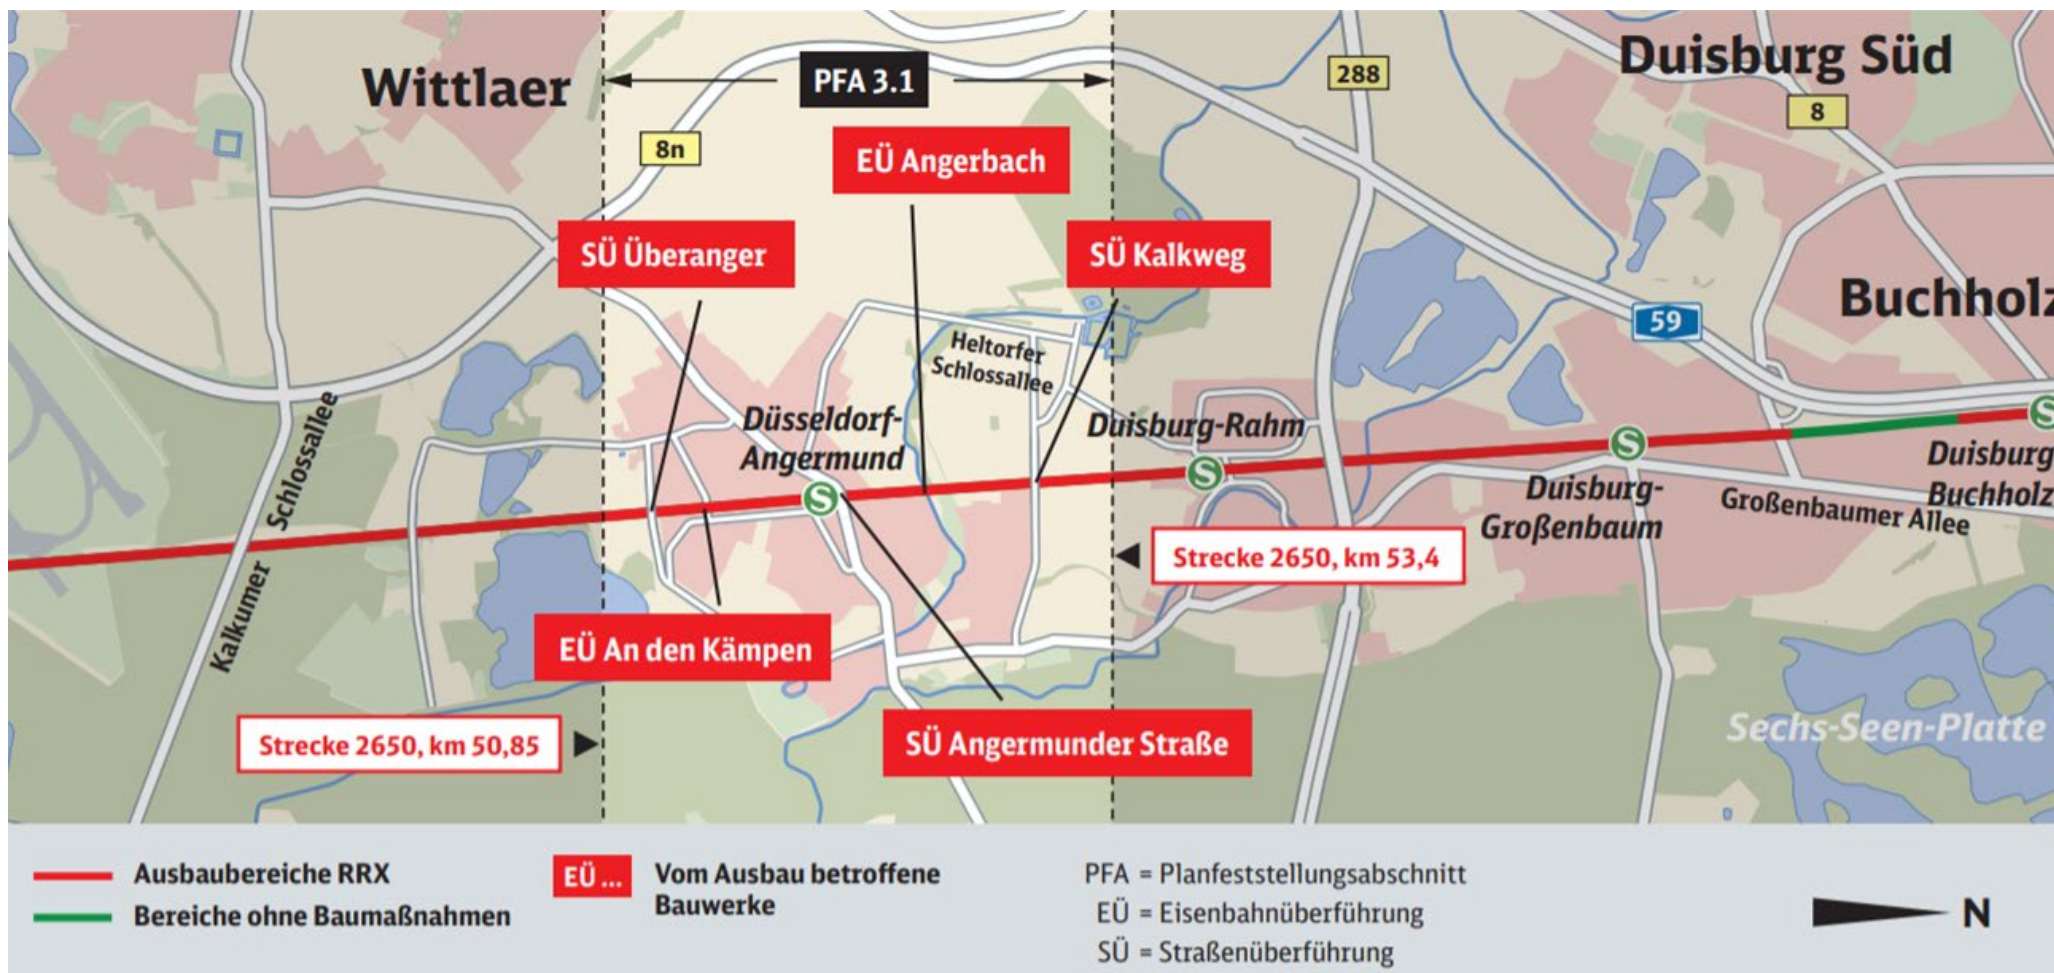 Wittlaer
PFA 3.1
288
Duisburg Süd
8
8n
EÜ Angerbach
SÜ Überanger
SÜ Kalkweg
59
Buchholz
Heltorfer
Schlossallee
Kalkumer Schlossallee
Düsseldorf-
Angermund
S
Duisburg-Rahm
S
S
Duisburg-
Großenbaum
S
Duisburg
Buchholz
Großenbaumer Allee
Strecke 2650, km 53,4
EÜ An den Kämpen
Strecke 2650, km 50,85
SÜ Angermunder Straße
Sechs-Seen-Platte
Ausbaubereiche RRX
Bereiche ohne Baumaßnahmen
EÜ ...
Vom Ausbau betroffene
Bauwerke
PFA = Planfeststellungsabschnitt
EÜ = Eisenbahnüberführung
SÜ = Straßenüberführung
N